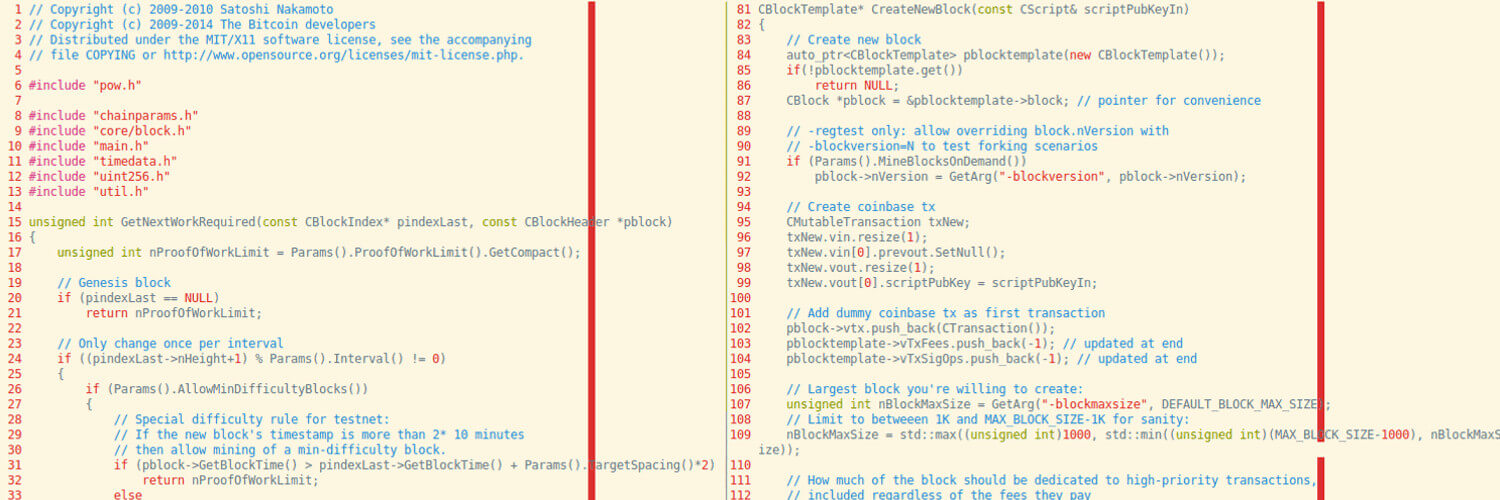 1 // Copyright (c) 2009-2010 Satoshi Nakamoto
2 // Copyright (c) 2009-2014 The Bitcoin developers
3 // Distributed under the MIT/X11 software license, see the accompanying
4 // file COPYING or http://www.opensource.org/licenses/mit-license.php.
5
6 #include "pow.h"
7
8 #include "chainparams.h"
9 #include "core/block.h"
10 #include "main.h"
11 #include "timedata.h"
12 #include "uint256.h"
13 #include "util.h"
14
15 unsigned int GetNextWorkRequired(const CBlockIndex* pindexLast, const CBlockHeader *pblock)
16 {
17     unsigned int nProofOfWorkLimit = Params().ProofOfWorkLimit().GetCompact();
18
19     // Genesis block
20     if (pindexLast == NULL)
21         return nProofOfWorkLimit;
22
23     // Only change once per interval
24     if ((pindexLast->nHeight+1) % Params().Interval() != 0)
25     {
26         if (Params().AllowMinDifficultyBlocks())
27         {
28             // Special difficulty rule for testnet:
29             // If the new block's timestamp is more than 2* 10 minutes
30             // then allow mining of a min-difficulty block.
31             if (pblock->GetBlockTime() > pindexLast->GetBlockTime() + Params().TargetSpacing()*2)
32                 return nProofOfWorkLimit;
33             else
81 CBlockTemplate* CreateNewBlock(const CScript& scriptPubKeyIn)
82 {
83     // Create new block
84     auto_ptr<CBlockTemplate> pblocktemplate(new CBlockTemplate());
85     if(!pblocktemplate.get())
86         return NULL;
87     CBlock *pblock = &pblocktemplate->block; // pointer for convenience
88
89     // -regtest only: allow overriding block.nVersion with
90     // -blockversion=N to test forking scenarios
91     if (Params().MineBlocksOnDemand())
92         pblock->nVersion = GetArg("-blockversion", pblock->nVersion);
93
94     // Create coinbase tx
95     CMutableTransaction txNew;
96     txNew.vin.resize(1);
97     txNew.vin[0].prevout.SetNull();
98     txNew.vout.resize(1);
99     txNew.vout[0].scriptPubKey = scriptPubKeyIn;
100
101     // Add dummy coinbase tx as first transaction
102     pblock->vtx.push_back(CTransaction());
103     pblocktemplate->vTxFees.push_back(-1); // updated at end
104     pblocktemplate->vTxSigOps.push_back(-1); // updated at end
105
106     // Largest block you're willing to create:
107     unsigned int nBlockMaxSize = GetArg("-blockmaxsize", DEFAULT_BLOCK_MAX_SIZE);
108     // Limit to betweeen 1K and MAX_BLOCK_SIZE-1K for sanity:
109     nBlockMaxSize = std::max((unsigned int)1000, std::min((unsigned int)(MAX_BLOCK_SIZE-1000), nBlockMaxS
ize));
110
111     // How much of the block should be dedicated to high-priority transactions,
112     // included regardless of the fees they pay